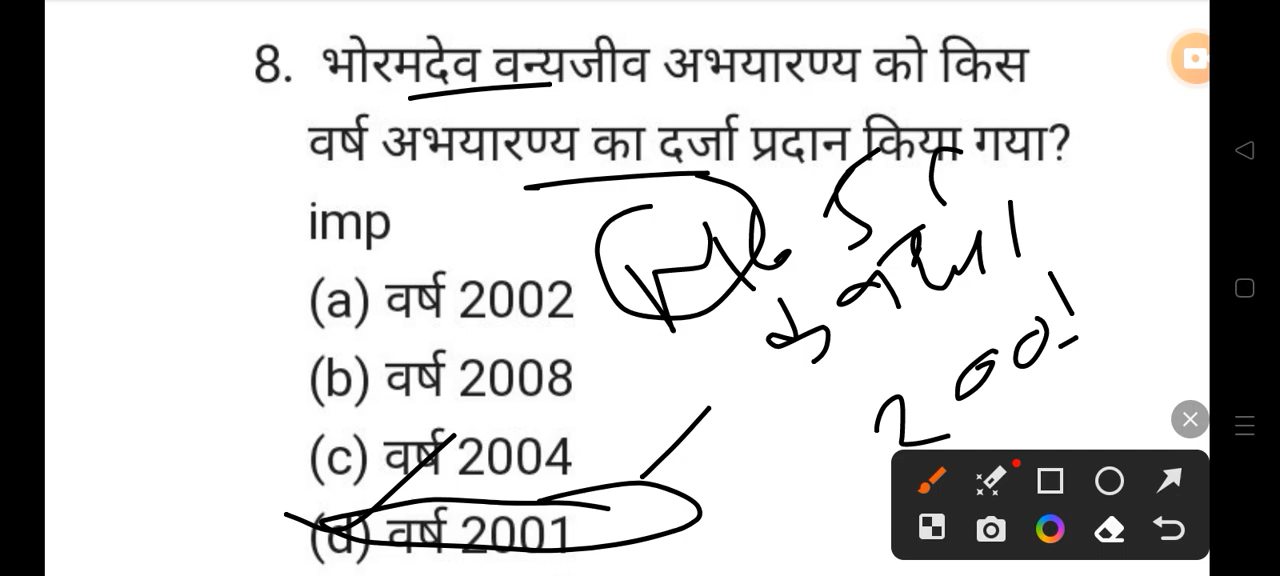 8. भोरमदेव वन्यजीव अभयारण्य को किस
वर्ष अभयारण्य का दर्जा प्रदान किया गया?
imp
(a) वर्ष 2002
(b) वर्ष 2008
(c) वर्ष 2004
(d) वर्ष 2001
2001